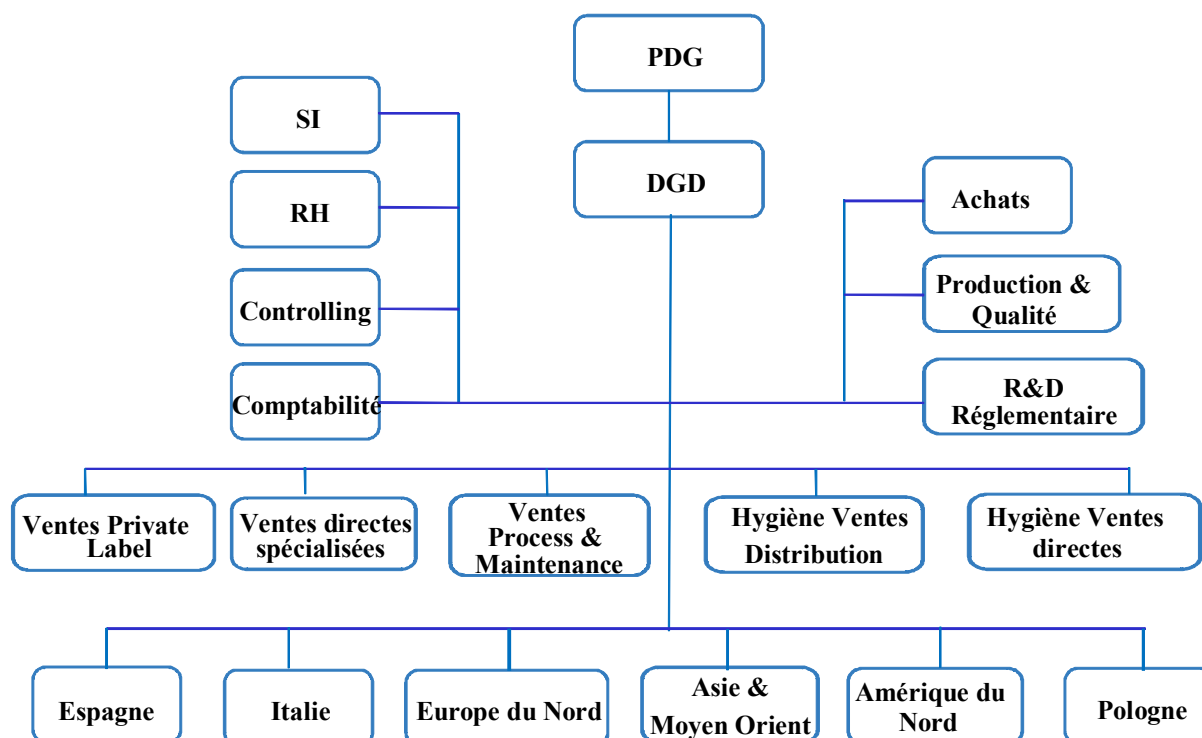 PDG
SI
DGD
RH
Achats
Production &
Qualité
Controlling
Comptabilité
R&D
Réglementaire
Ventes Private
Label
Ventes directes
spécialisées
Ventes
Process &
Maintenance
Hygiène Ventes
Distribution
Hygiène Ventes
directes
Espagne
Italie
Europe du Nord
Asie &
Moyen Orient
Amérique du
Nord
Pologne